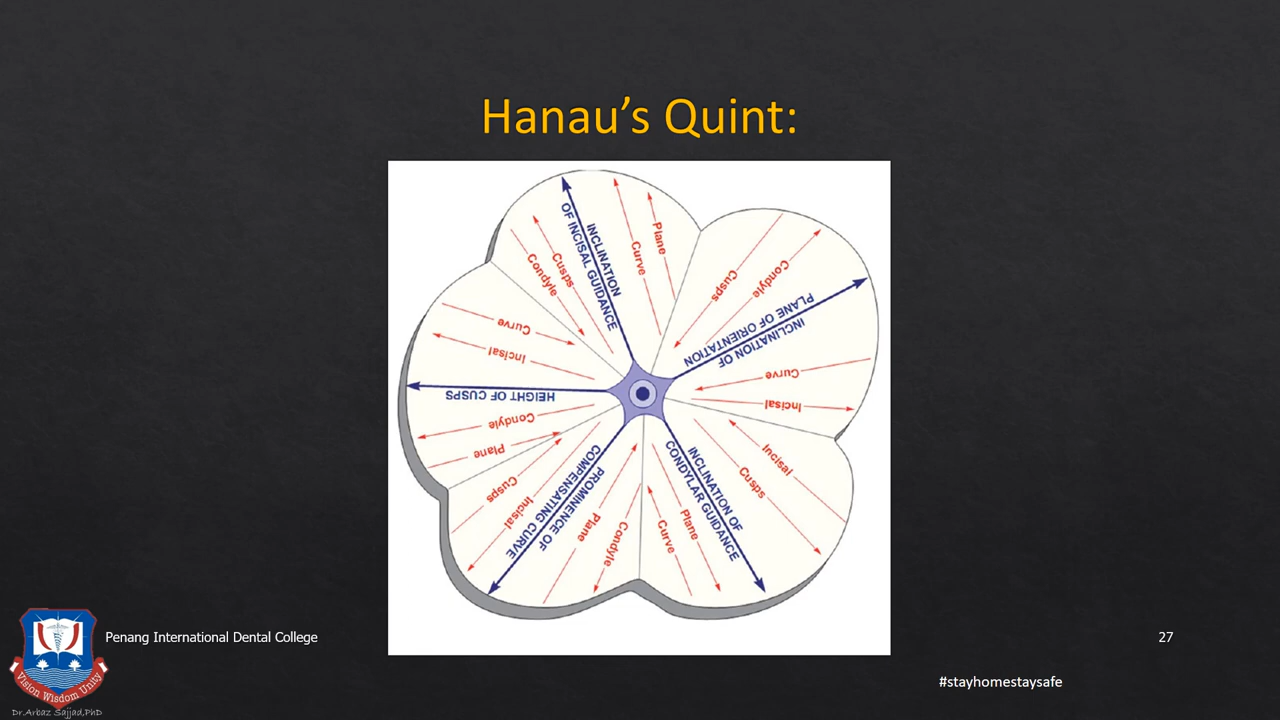 Hanau's Quint:
INCLINATION
OF INCISAL GUIDANCE
Cusps
Condyle
Curve
Plane
Cusps
Condyle
INCLINATION OF
PLANE OF ORIENTATION
Curve
Incisal
Incisal
Cusps
INCLINATION OF
CONDYLAR GUIDANCE
Plane
Curve
Condyle
Plane
PROMINENCE OF
COMPENSATING CURVE
Incisal
Cusps
Plane
Condyle
HEIGHT OF CUSPS
Incisal
Curve
Vision Wisdom Unity
Dr.Arbaz Sajjad,PhD
Penang International Dental College
27
#stayhomestaysafe